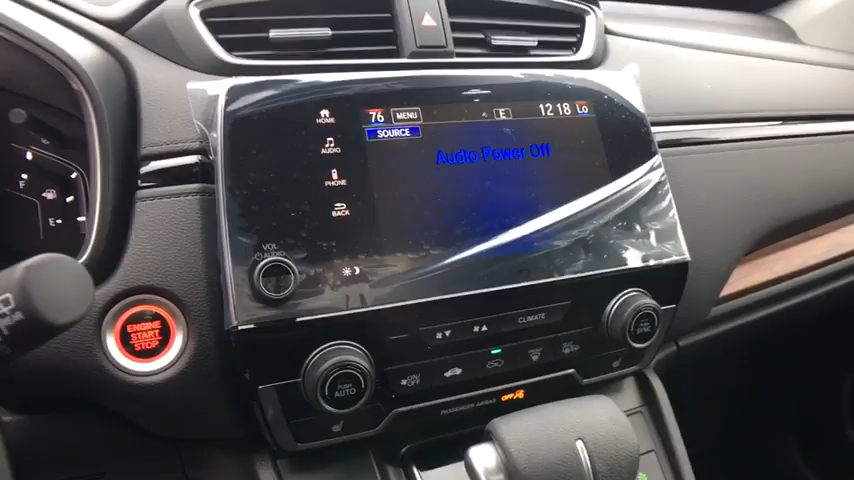 76 MENU E 12 18 Lo
HOME
SOURCE
Audio Power Off
AUDIO
PHONE
BACK
VOL
AUDIO
ENGINE
START
STOP
F
E
CLIMATE
ON/
OFF
PUSH
AUTO
SYNC
PASSENGER AIRBAG OFF